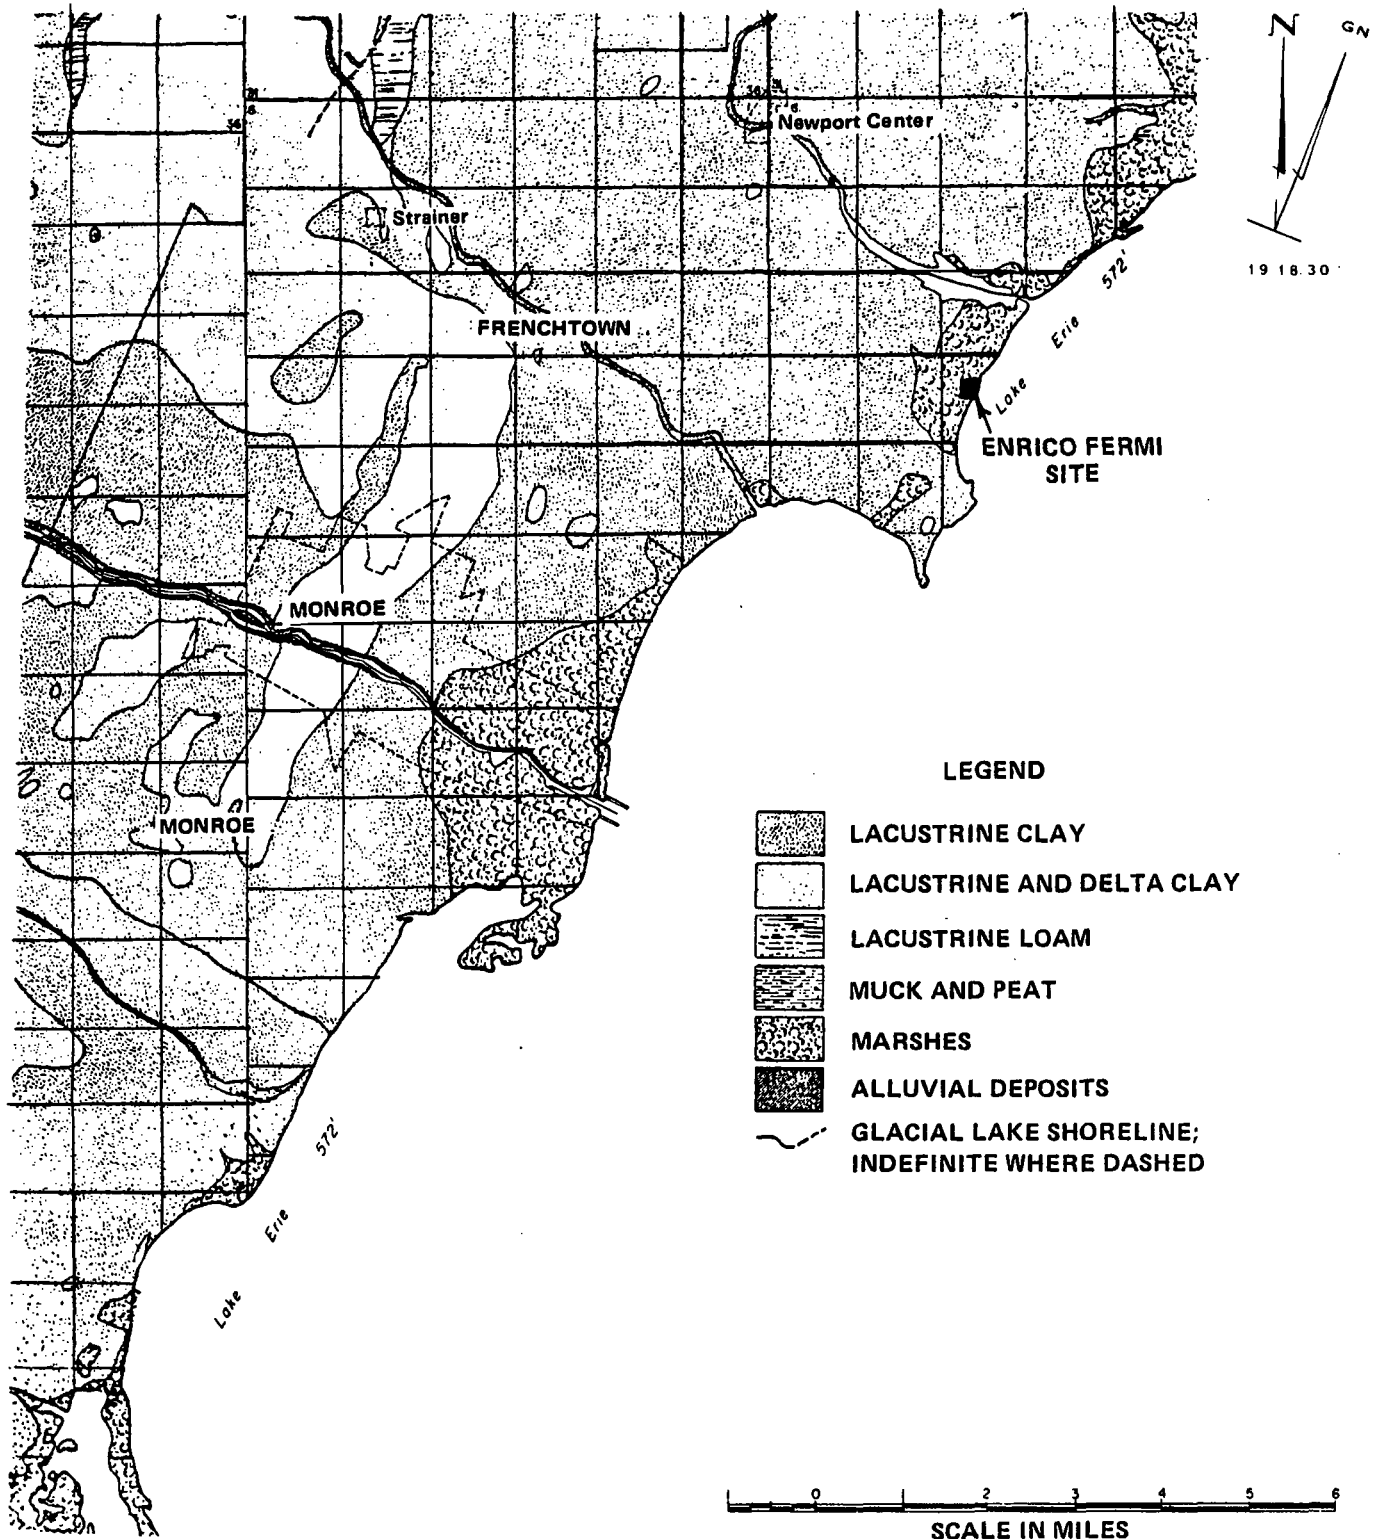 N
GN
Newport Center
Strainer
19 18.30
572'
FRENCHTOWN
Erie
Lake
ENRICO FERMI
SITE
MONROE
LEGEND
MONROE
LACUSTRINE CLAY
LACUSTRINE AND DELTA CLAY
LACUSTRINE LOAM
MUCK AND PEAT
MARSHES
ALLUVIAL DEPOSITS
GLACIAL LAKE SHORELINE;
INDEFINITE WHERE DASHED
572'
Erie
Lake
0 1 2 3 4 5 6
SCALE IN MILES